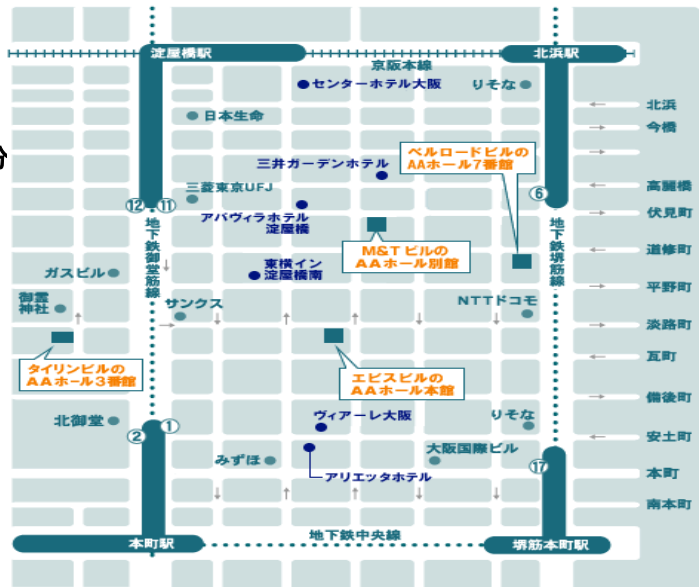 淀屋橋駅
北浜駅
京阪本線
センターホテル大阪
りそな
北浜
日本生命
今橋
分
ベルロードビルの
AAホール7番館
三井ガーデンホテル
三菱東京UFJ
高麗橋
⑥
⑫
⑪
アパヴィラホテル
淀屋橋
伏見町
地下鉄御堂筋線
地下鉄堺筋線
M&Tビルの
AAホール別館
道修町
ガスビル
東横イン
淀屋橋南
平野町
御霊
神社
サンクス
NTTドコモ
淡路町
瓦町
タイリンビルの
AAホール3番館
エビスビルの
AAホール本館
備後町
北御堂
②
①
ヴィアーレ大阪
りそな
安土町
みずほ
大阪国際ビル
⑰
アリエッタホテル
本町
南本町
地下鉄中央線
本町駅
堺筋本町駅